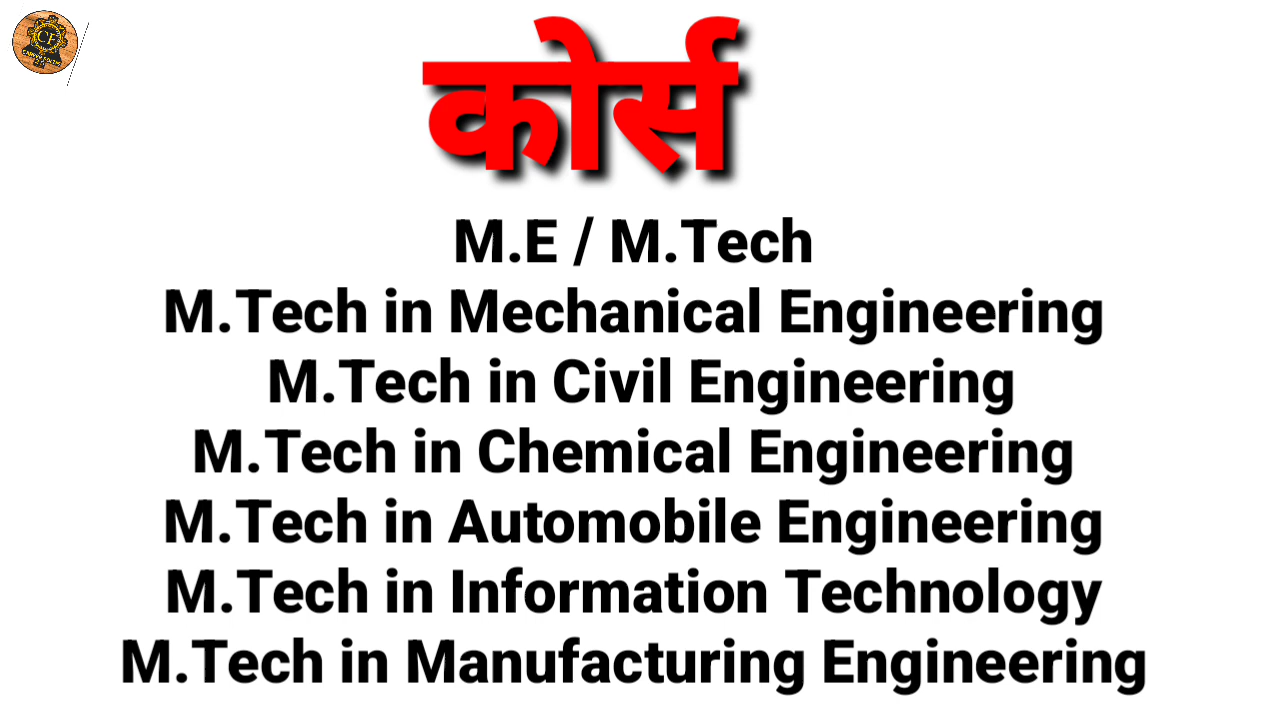 CF
कोर्स
M.E / M.Tech
M.Tech in Mechanical Engineering
M.Tech in Civil Engineering
M.Tech in Chemical Engineering
M.Tech in Automobile Engineering
M.Tech in Information Technology
M.Tech in Manufacturing Engineering